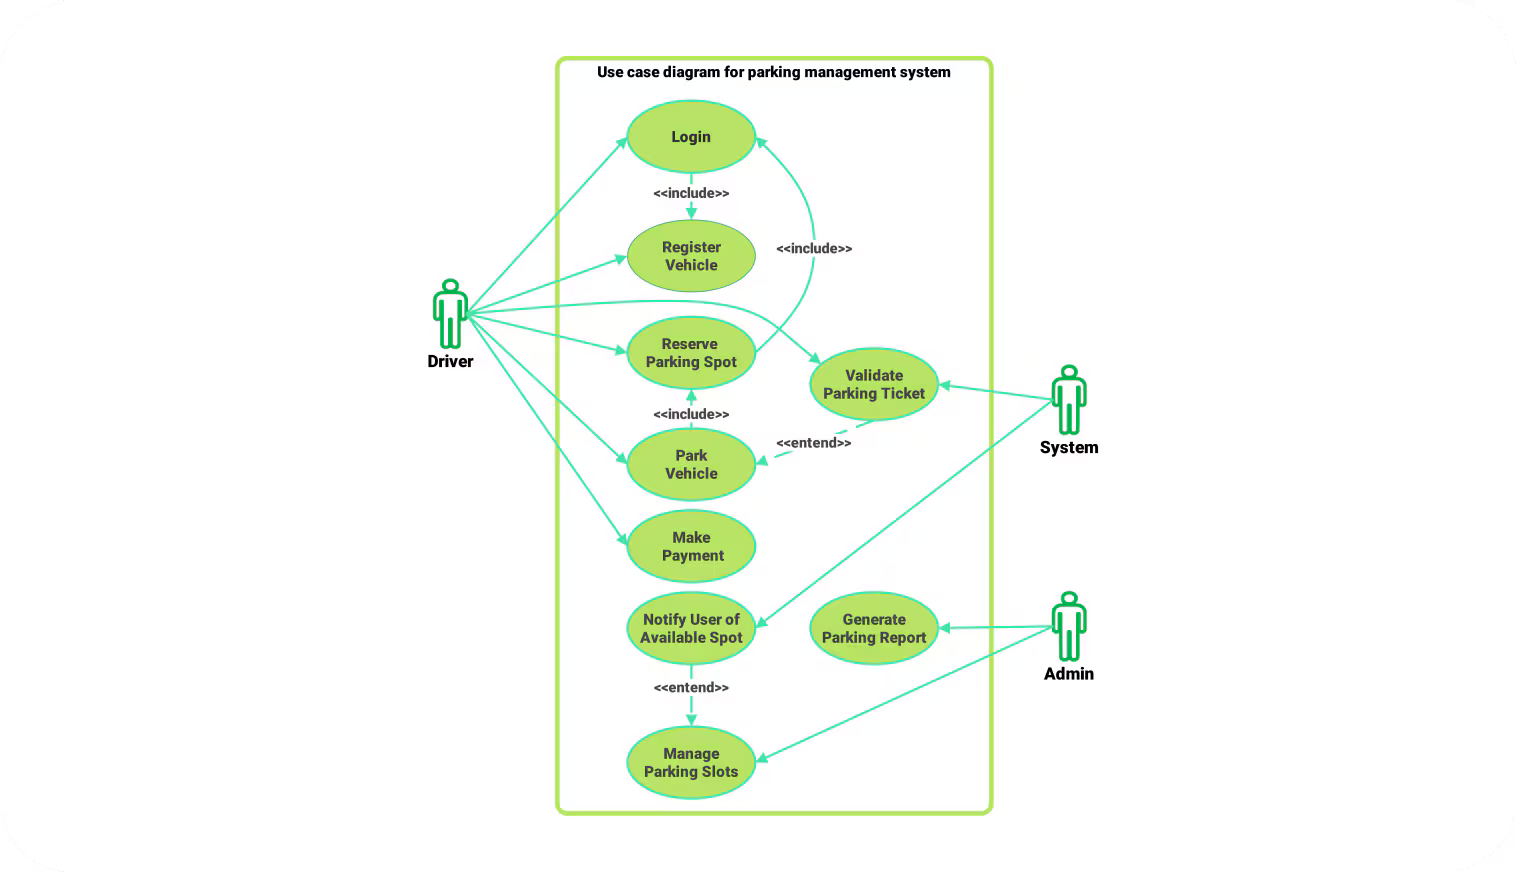 Use case diagram for parking management system
Login
<<include>>
Register
Vehicle
<<include>>
Driver
Reserve
Parking Spot
Validate
Parking Ticket
<<include>>
<<entend>>
System
Park
Vehicle
Make
Payment
Notify User of
Available Spot
Generate
Parking Report
Admin
<<entend>>
Manage
Parking Slots